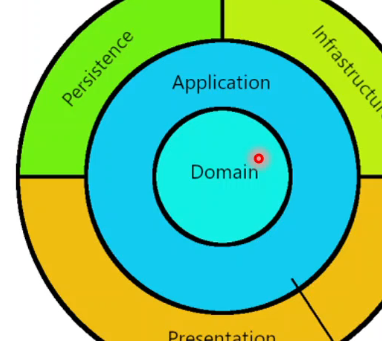 Persistence
Infrastructur
Application
Domain
Presentation